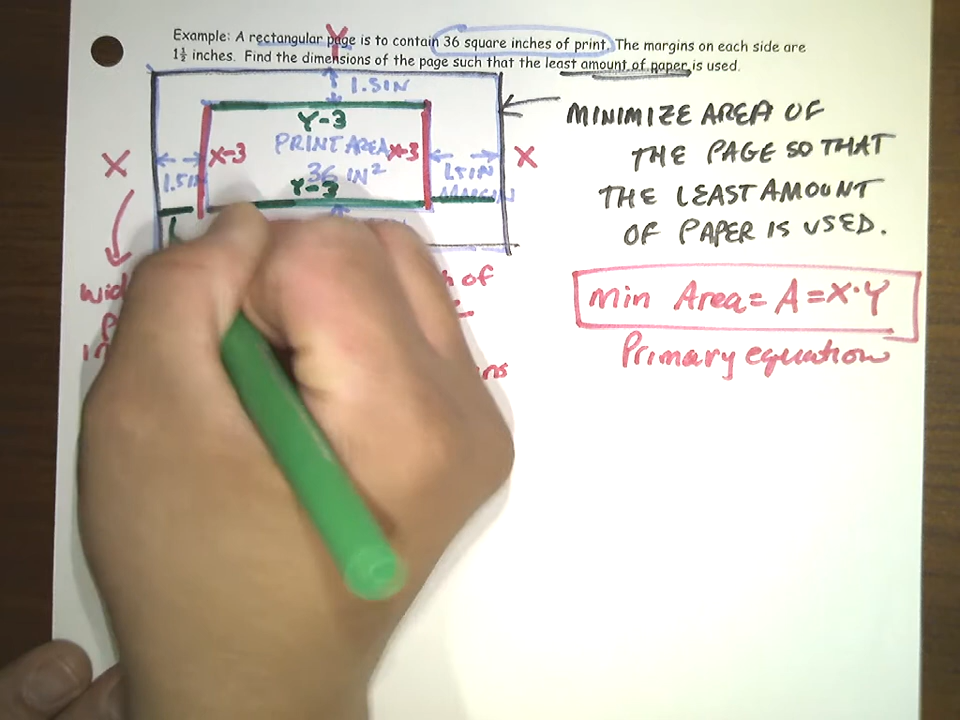 Example: A rectangular page is to contain 36 square inches of print. The margins on each side are
1½ inches. Find the dimensions of the page such that the least amount of paper is used.
Y
1.5IN
Y-3
X
X-3
PRINT AREA
36 IN²
X-3
1.5IN
1.5IN
MARGIN
X
Y-3
MINIMIZE AREA OF
THE PAGE SO THAT
THE LEAST AMOUNT
OF PAPER IS USED.
Min Area = A = X·Y
Primary equation
of